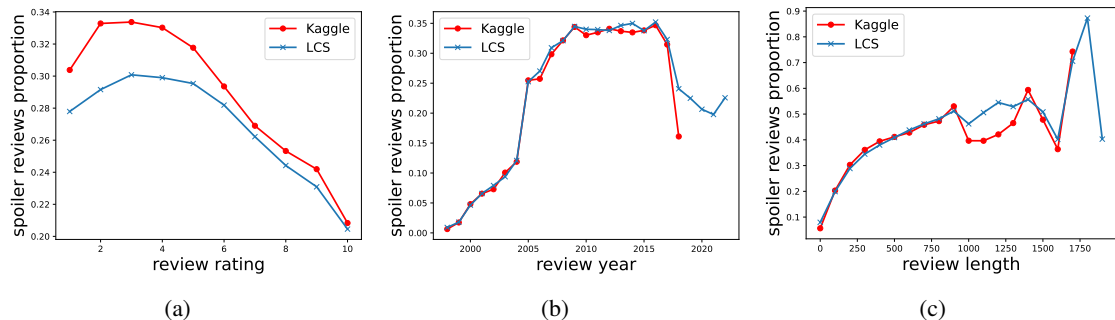 spoiler reviews proportion
0.34
0.32
0.30
0.28
0.26
0.24
0.22
0.20
Kaggle
LCS
2 4 6 8 10
review rating
(a)
spoiler reviews proportion
0.35
0.30
0.25
0.20
0.15
0.10
0.05
0.00
Kaggle
LCS
2000 2005 2010 2015 2020
review year
(b)
spoiler reviews proportion
0.9
0.8
0.7
0.6
0.5
0.4
0.3
0.2
0.1
Kaggle
LCS
0 250 500 750 1000 1250 1500 1750
review length
(c)